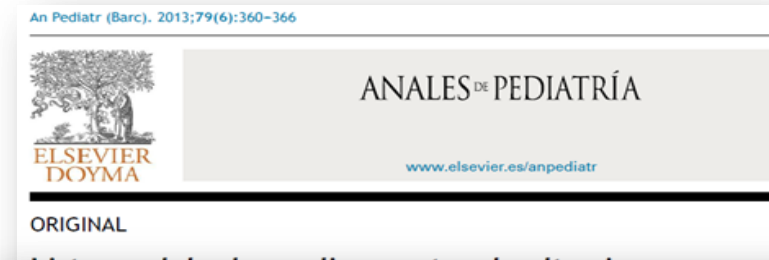 An Pediatr (Barc). 2013;79(6):360-366
ANALES DE PEDIATRÍA
www.elsevier.es/anpediatr
ELSEVIER
DOYMA
ORIGINAL